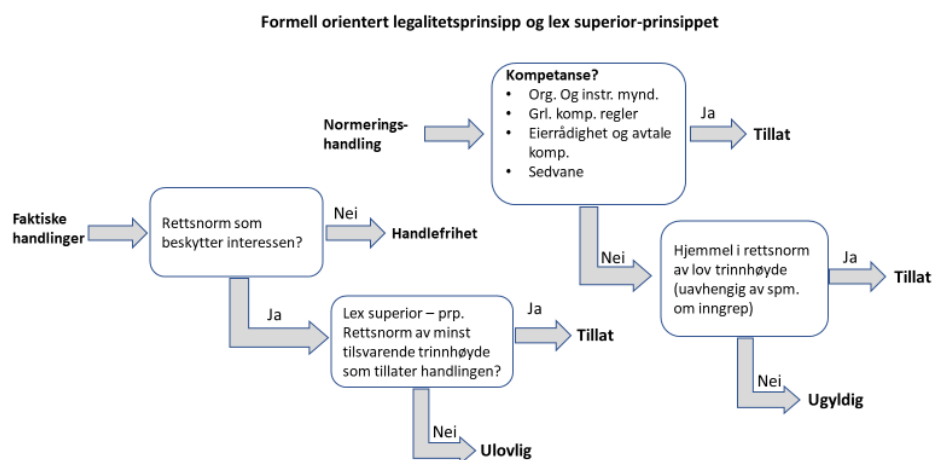 Formell orientert legalitetsprinsipp og lex superior-prinsippet
Normerings-
handling
Kompetanse?
• Org. Og instr. mynd.
• Grl. komp. regler
• Eierrådighet og avtale
komp.
• Sedvane
Ja
Tillat
Nei
Hjemmel i rettsnorm
av lov trinnhøyde
(uavhengig av spm.
om inngrep)
Ja
Tillat
Nei
Ugyldig
Faktiske
handlinger
Rettsnorm som
beskytter interessen?
Nei
Handlefrihet
Ja
Lex superior – prp.
Rettsnorm av minst
tilsvarende trinnhøyde
som tillater handlingen?
Ja
Tillat
Nei
Ulovlig